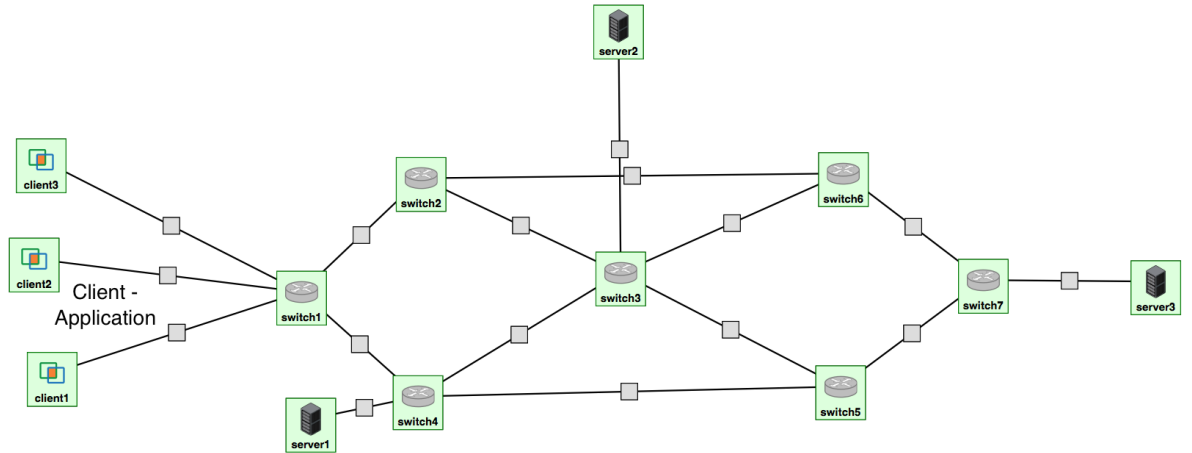 server2
client3
switch2
switch6
client2
Client -
Application
switch1
switch3
switch7
server3
client1
switch4
switch5
server1